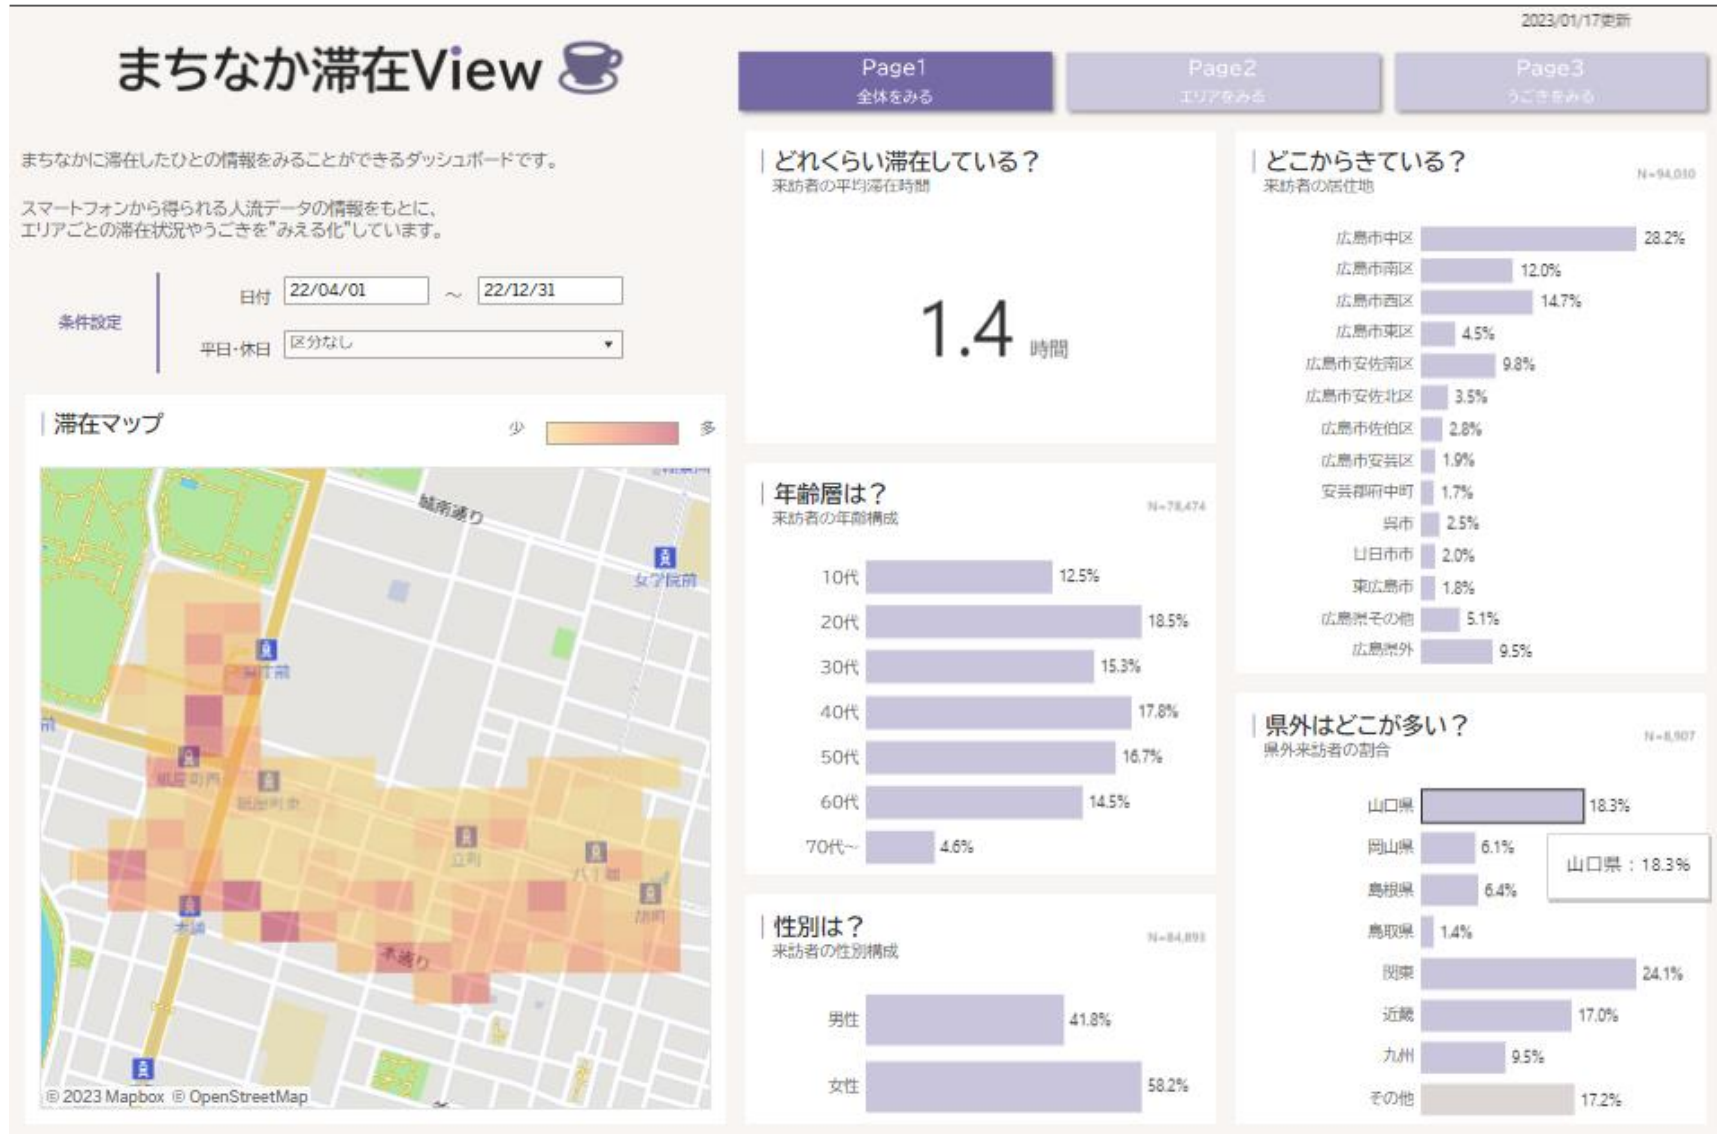 2023/01/17更新
まちなか滞在View
Page1
全体をみる
Page2
エリアをみる
Page3
うごきをみる
まちなかに滞在したひとの情報をみることができるダッシュボードです。
スマートフォンから得られる人流データの情報をもとに、
エリアごとの滞在状況やうごきを"みえる化"しています。
条件設定
日付 22/04/01 ～ 22/12/31
平日・休日 区分なし
滞在マップ
少 多
城南通り
女学院前
県庁前
前
紙屋町西
紙屋町東
立町
八丁堀
胡町
本通
本通り
© 2023 Mapbox © OpenStreetMap
どれくらい滞在している？
来訪者の平均滞在時間
1.4 時間
年齢層は？
来訪者の年齢構成
N=78,474
10代 12.5%
20代 18.5%
30代 15.3%
40代 17.8%
50代 16.7%
60代 14.5%
70代～ 4.6%
性別は？
来訪者の性別構成
N=84,893
男性 41.8%
女性 58.2%
どこからきている？
来訪者の居住地
N=94,030
広島市中区 28.2%
広島市南区 12.0%
広島市西区 14.7%
広島市東区 4.5%
広島市安佐南区 9.8%
広島市安佐北区 3.5%
広島市佐伯区 2.8%
広島市安芸区 1.9%
安芸郡府中町 1.7%
呉市 2.5%
廿日市市 2.0%
東広島市 1.8%
広島県その他 5.1%
広島県外 9.5%
県外はどこが多い？
県外来訪者の割合
N=8,907
山口県 18.3%
岡山県 6.1%
山口県：18.3%
島根県 6.4%
鳥取県 1.4%
関東 24.1%
近畿 17.0%
九州 9.5%
その他 17.2%